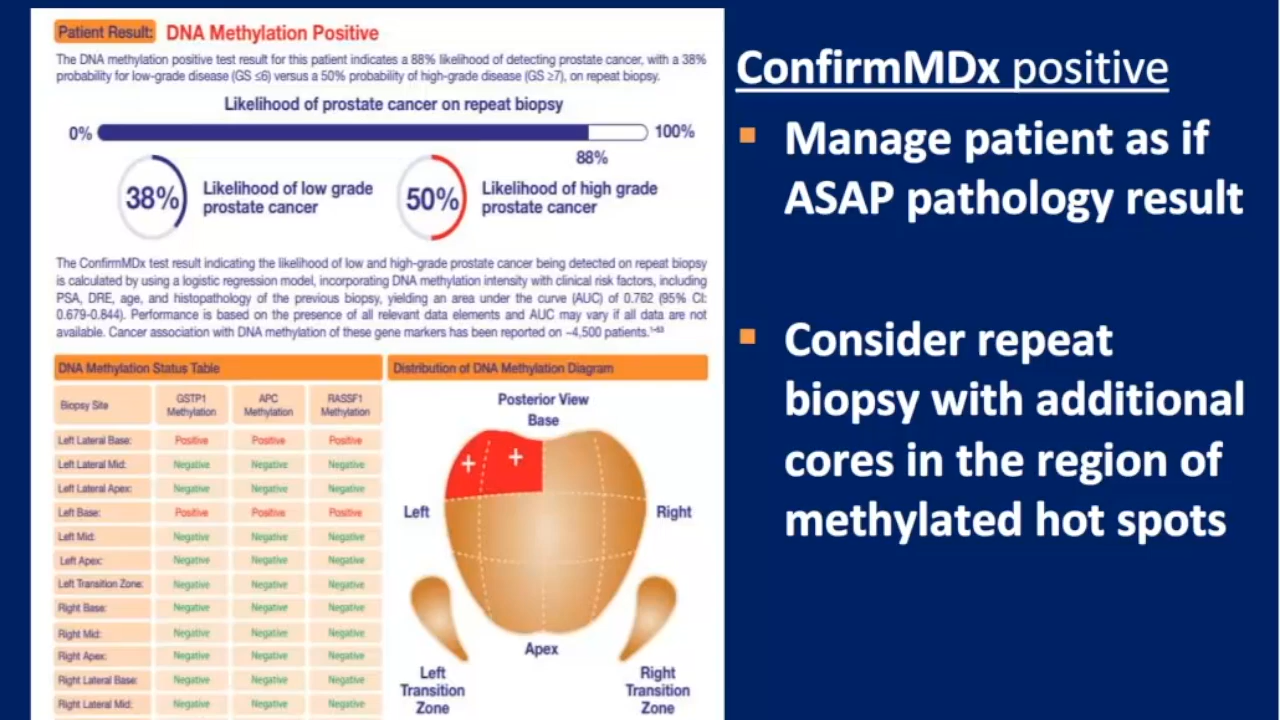 Patient Result: DNA Methylation Positive
The DNA methylation positive test result for this patient indicates a 88% likelihood of detecting prostate cancer, with a 38%
probability for low-grade disease (GS ≤6) versus a 50% probability of high-grade disease (GS ≥7), on repeat biopsy.
Likelihood of prostate cancer on repeat biopsy
0% 100%
88%
38% Likelihood of low grade
prostate cancer
50% Likelihood of high grade
prostate cancer
The ConfirmMDx test result indicating the likelihood of low and high-grade prostate cancer being detected on repeat biopsy
is calculated by using a logistic regression model, incorporating DNA methylation intensity with clinical risk factors, including
PSA, DRE, age, and histopathology of the previous biopsy, yielding an area under the curve (AUC) of 0.762 (95% CI:
0.679-0.844). Performance is based on the presence of all relevant data elements and AUC may vary if all data are not
available. Cancer association with DNA methylation of these gene markers has been reported on ~4,500 patients.
DNA Methylation Status Table
Biopsy Site GSTP1 Methylation APC Methylation RASSF1 Methylation
Left Lateral Base: Positive Positive Positive
Left Lateral Mid: Negative Negative Negative
Left Lateral Apex: Negative Negative Negative
Left Base: Positive Positive Positive
Left Mid: Negative Negative Negative
Left Apex: Negative Negative Negative
Left Transition Zone: Negative Negative Negative
Right Base: Negative Negative Negative
Right Mid: Negative Negative Negative
Right Apex: Negative Negative Negative
Right Lateral Base: Negative Negative Negative
Right Lateral Mid: Negative Negative Negative
Distribution of DNA Methylation Diagram
Posterior View
Base
+ +
Left Right
Apex
Left
Transition
Zone
Right
Transition
Zone
ConfirmMDx positive
Manage patient as if
ASAP pathology result
Consider repeat
biopsy with additional
cores in the region of
methylated hot spots